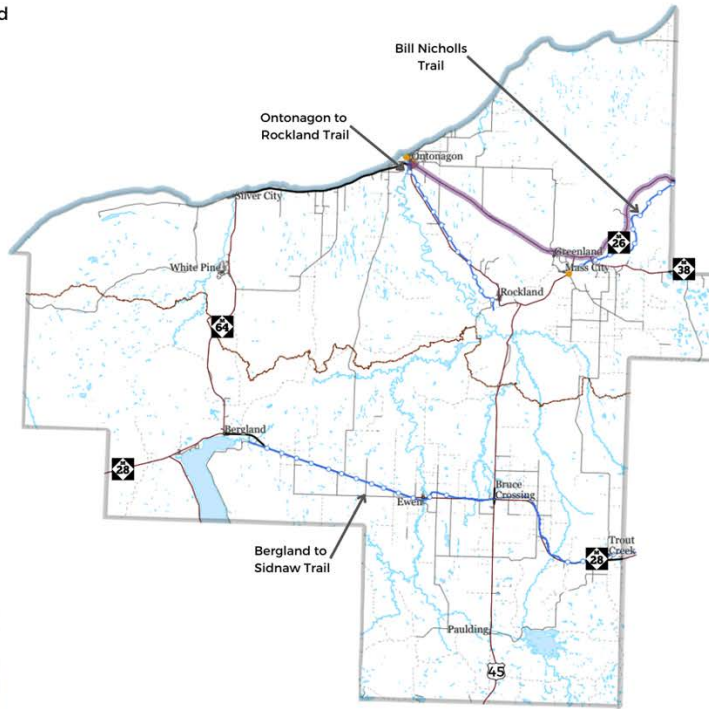 d
Bill Nicholls
Trail
Ontonagon to
Rockland Trail
Ontonagon
Silver City
M
26
Greenland
White Pine
Mass City
M
38
Rockland
M
64
Bergland
M
28
Bruce
Crossing
Ewen
Trout
Creek
M
28
Bergland to
Sidnaw Trail
Paulding
45